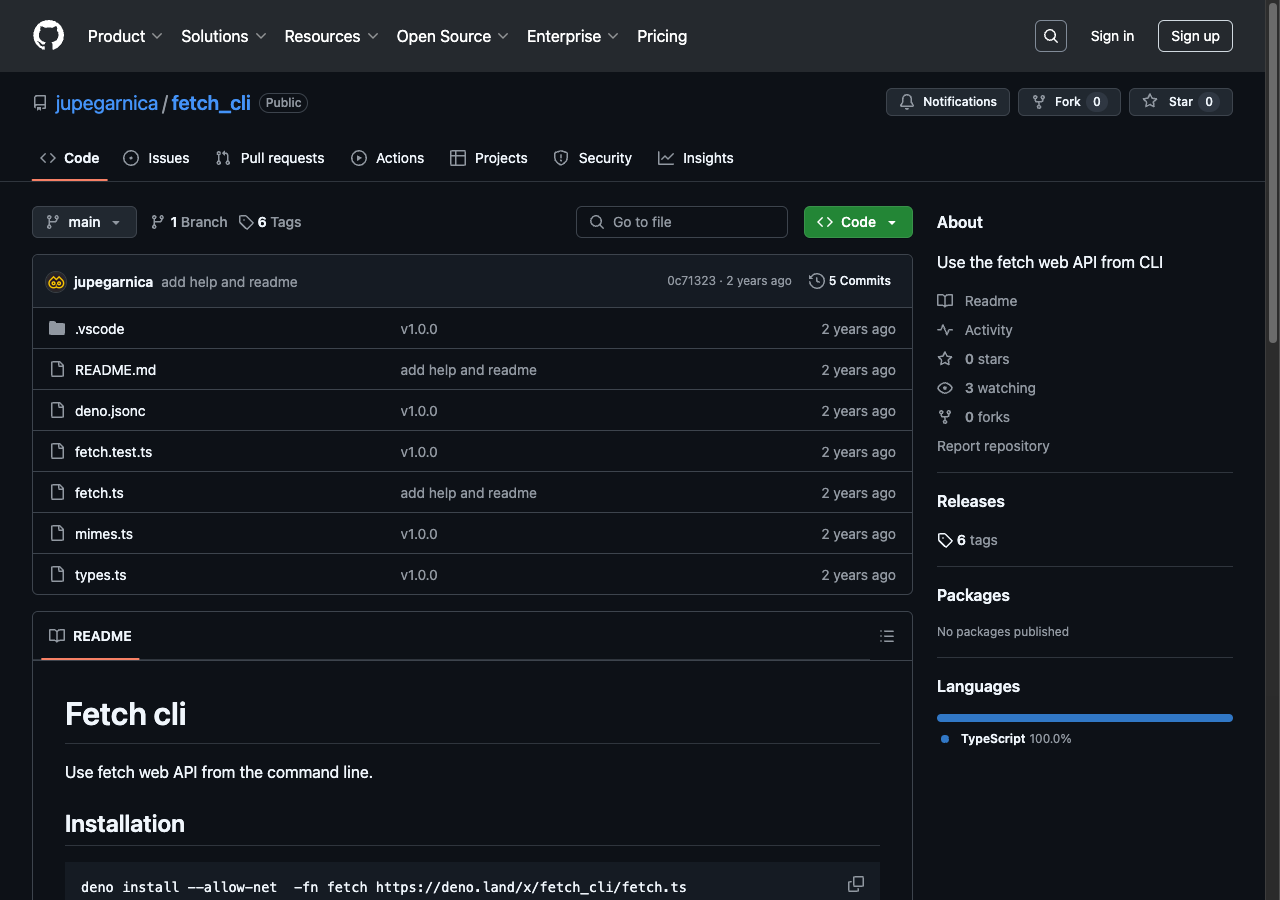 Product Solutions Resources Open Source Enterprise Pricing Sign in Sign up
jupegarnica / fetch_cli Public Notifications Fork 0 Star 0
Code Issues Pull requests Actions Projects Security Insights
main 1 Branch 6 Tags Go to file Code
jupegarnica add help and readme 0c71323 · 2 years ago 5 Commits
.vscode v1.0.0 2 years ago
README.md add help and readme 2 years ago
deno.jsonc v1.0.0 2 years ago
fetch.test.ts v1.0.0 2 years ago
fetch.ts add help and readme 2 years ago
mimes.ts v1.0.0 2 years ago
types.ts v1.0.0 2 years ago
README
Fetch cli
Use fetch web API from the command line.
Installation
deno install --allow-net  -fn fetch https://deno.land/x/fetch_cli/fetch.ts
About
Use the fetch web API from CLI
Readme
Activity
0 stars
3 watching
0 forks
Report repository
Releases
6 tags
Packages
No packages published
Languages
TypeScript 100.0%